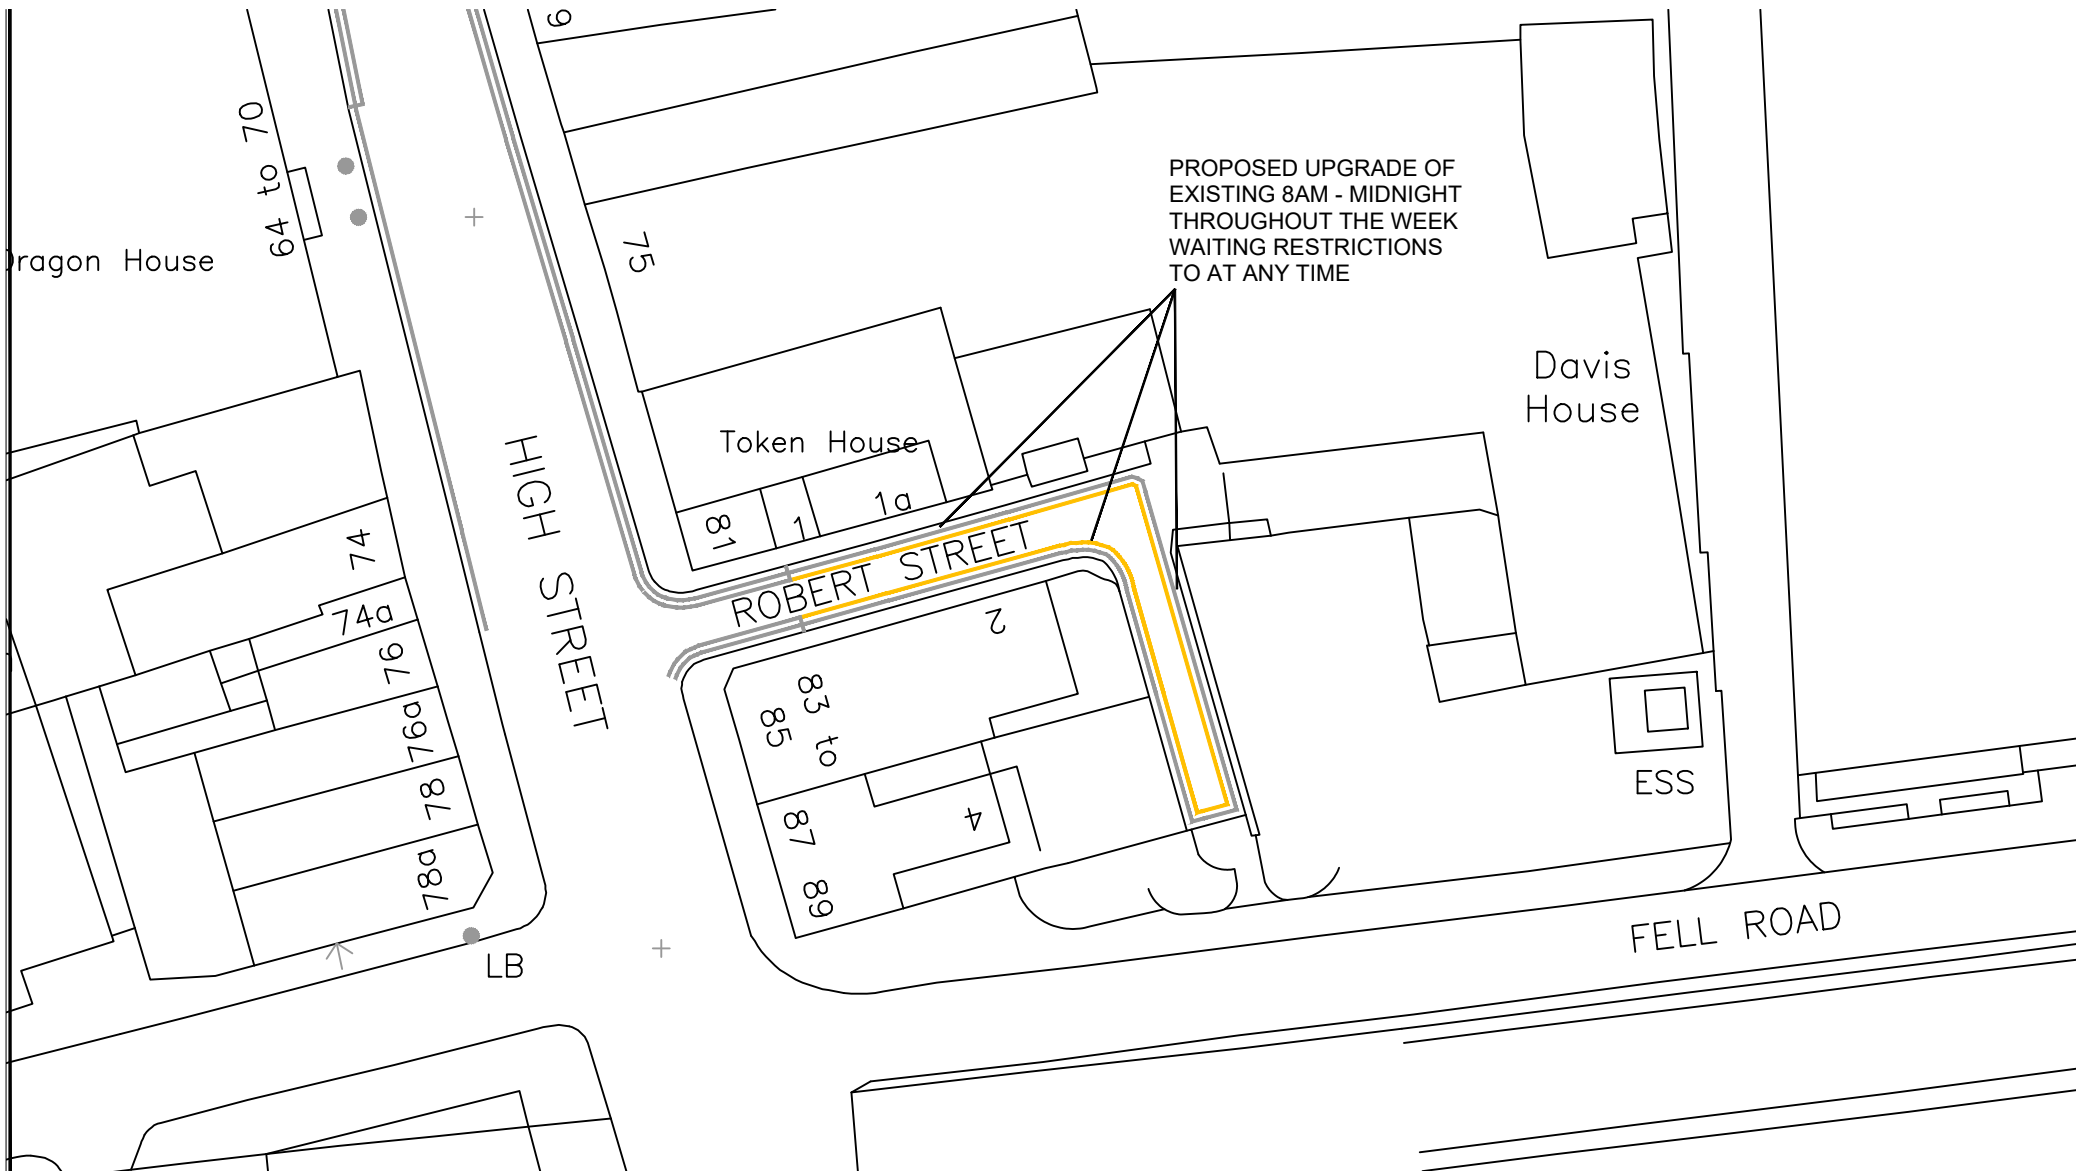 9
64 to 70
Dragon House
75
PROPOSED UPGRADE OF
EXISTING 8AM - MIDNIGHT
THROUGHOUT THE WEEK
WAITING RESTRICTIONS
TO AT ANY TIME
Davis
House
Token House
HIGH STREET
81
1
1a
ROBERT STREET
74
74a
76
76a
78
78a
2
83 to
85
87
4
89
ESS
LB
FELL ROAD